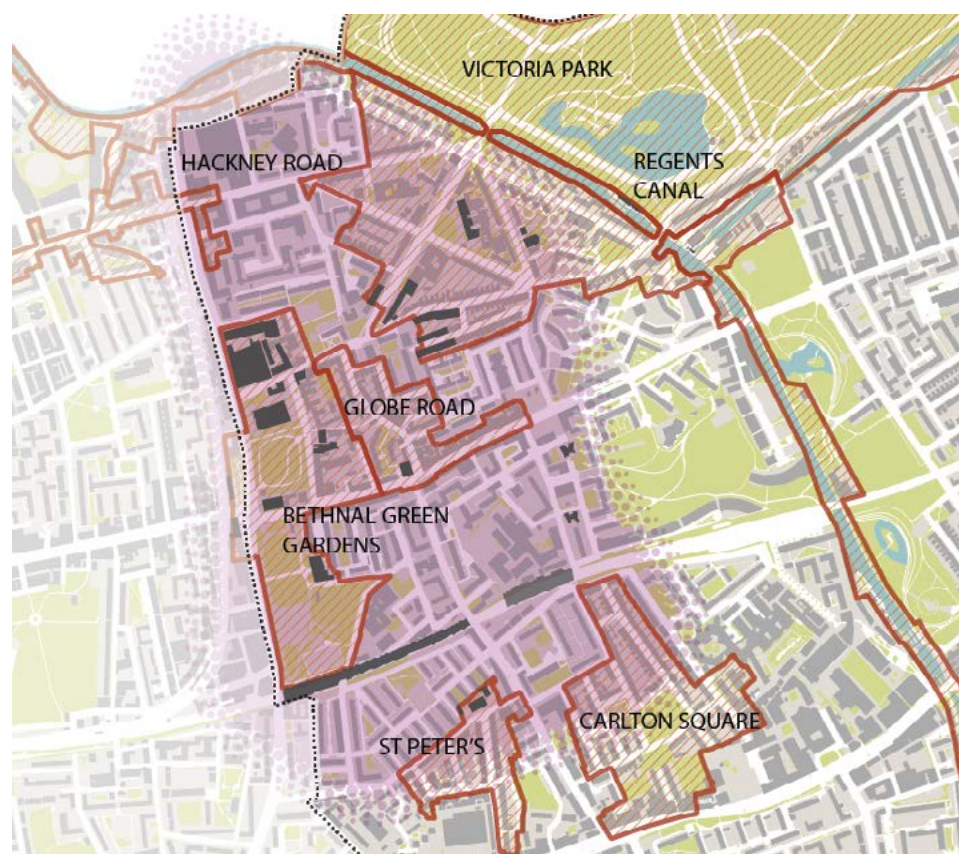 VICTORIA PARK
HACKNEY ROAD
REGENTS
CANAL
GLOBE ROAD
BETHNAL GREEN
GARDENS
CARLTON SQUARE
ST PETER'S